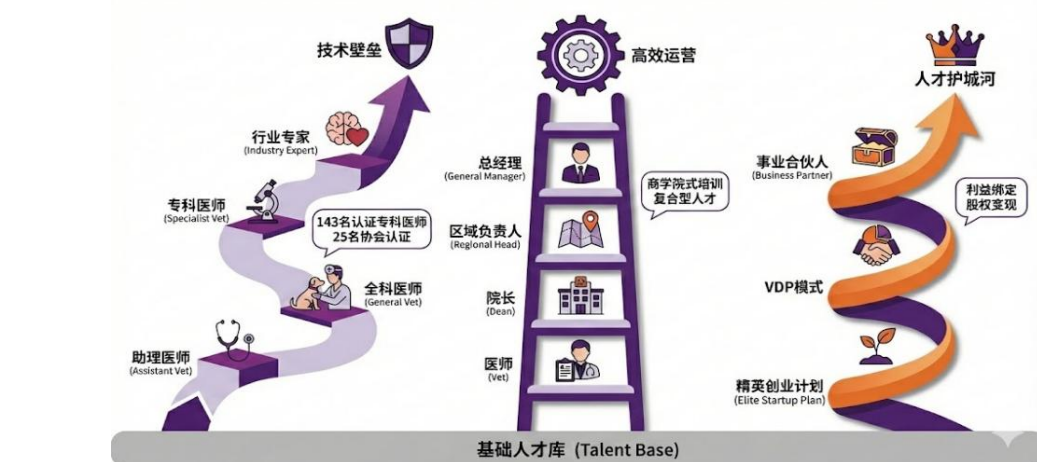 技术壁垒
行业专家
(Industry Expert)
专科医师
(Specialist Vet)
143名认证专科医师
25名协会认证
全科医师
(General Vet)
助理医师
(Assistant Vet)
高效运营
总经理
(General Manager)
商学院式培训
复合型人才
区域负责人
(Regional Head)
院长
(Dean)
医师
(Vet)
人才护城河
事业合伙人
(Business Partner)
利益绑定
股权变现
VDP模式
精英创业计划
(Elite Startup Plan)
基础人才库 (Talent Base)